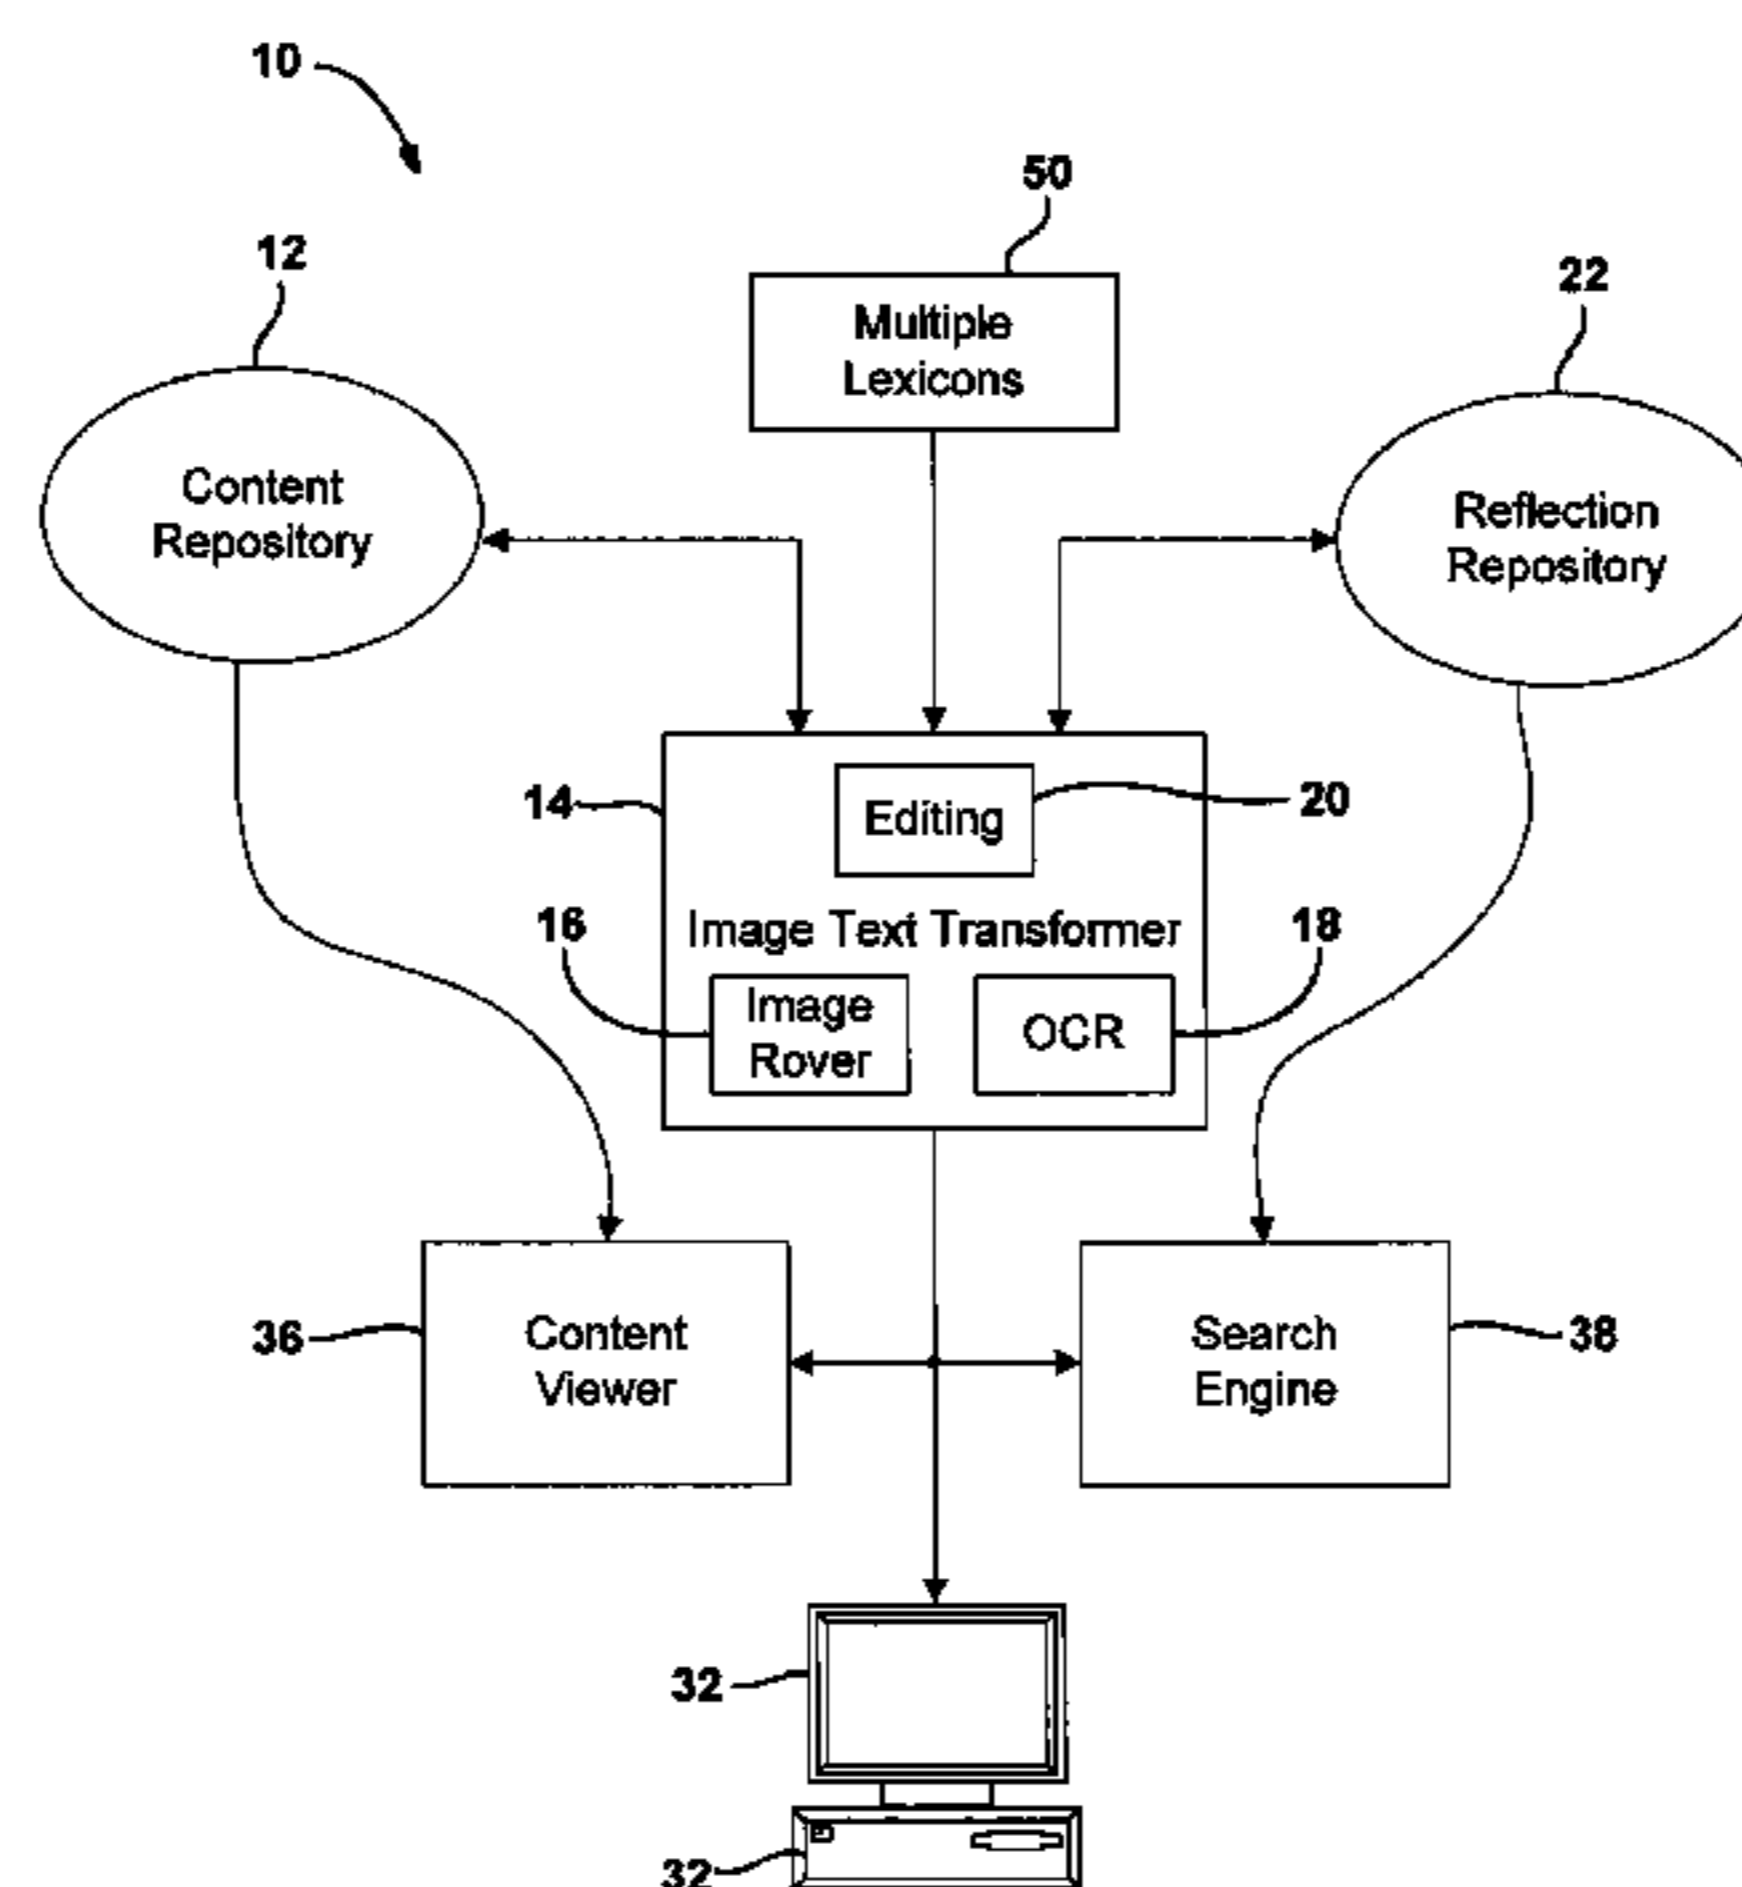 10
50
12
22
Multiple
Lexicons
Content
Repository
Reflection
Repository
14
Editing
20
16
Image Text Transformer
18
Image
Rover
OCR
36
Content
Viewer
Search
Engine
38
32
32